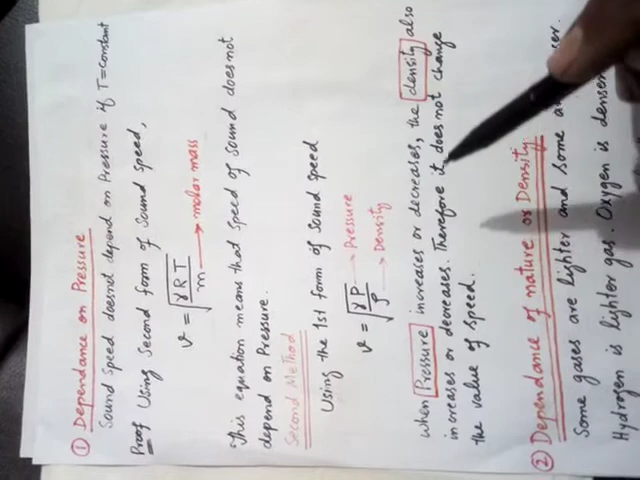 ① Dependance on Pressure
Sound Speed doesnot depend on Pressure if T = constant
Proof Using Second form of Sound speed,
v = √(γRT/m) → molar mass
This equation means that speed of sound does not
depend on Pressure.
Second Method
Using the 1st form of Sound speed
v = √(γP/ρ) → Pressure → Density
when Pressure increases or decreases, the density also
increases or decreases. Therefore it does not change
the value of speed.
② Dependance of nature or Density
Some gases are lighter and some
Hydrogen is lighter gas. Oxygen is denser